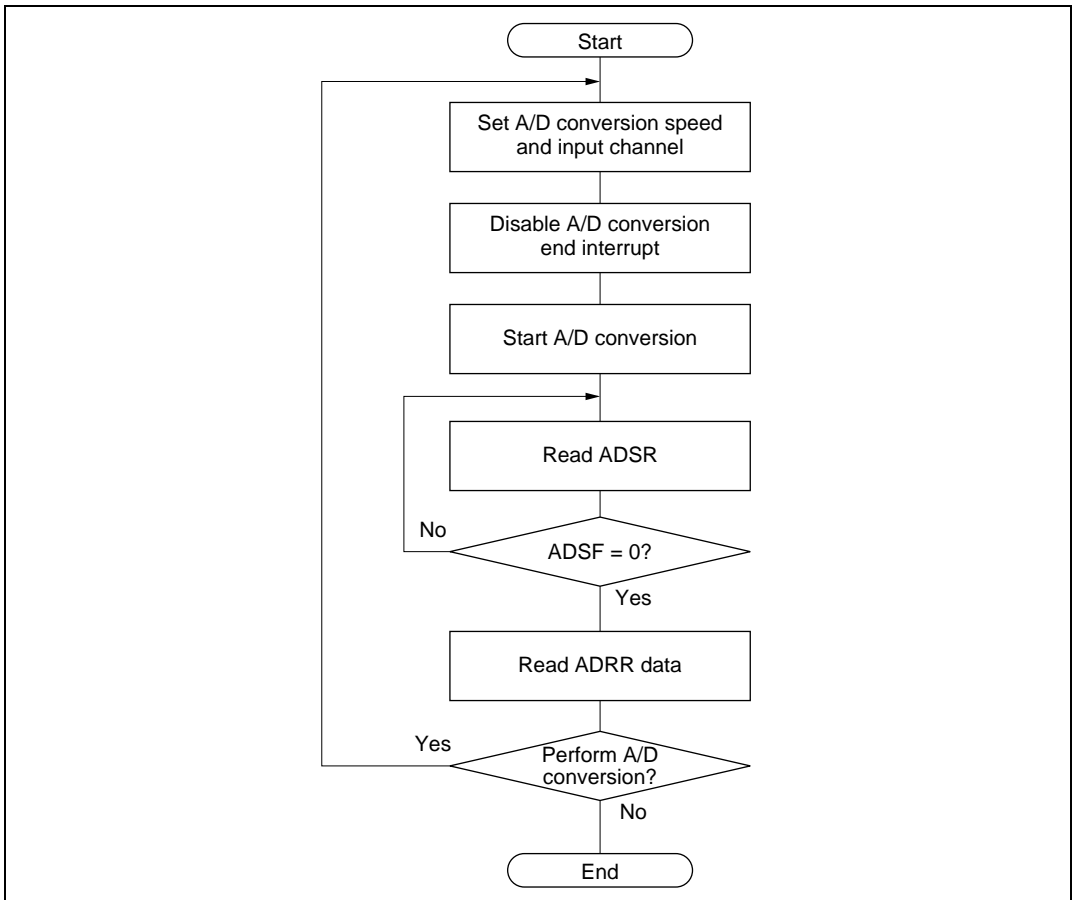 Start
Set A/D conversion speed
and input channel
Disable A/D conversion
end interrupt
Start A/D conversion
Read ADSR
No
ADSF = 0?
Yes
Read ADRR data
Yes
Perform A/D
conversion?
No
End